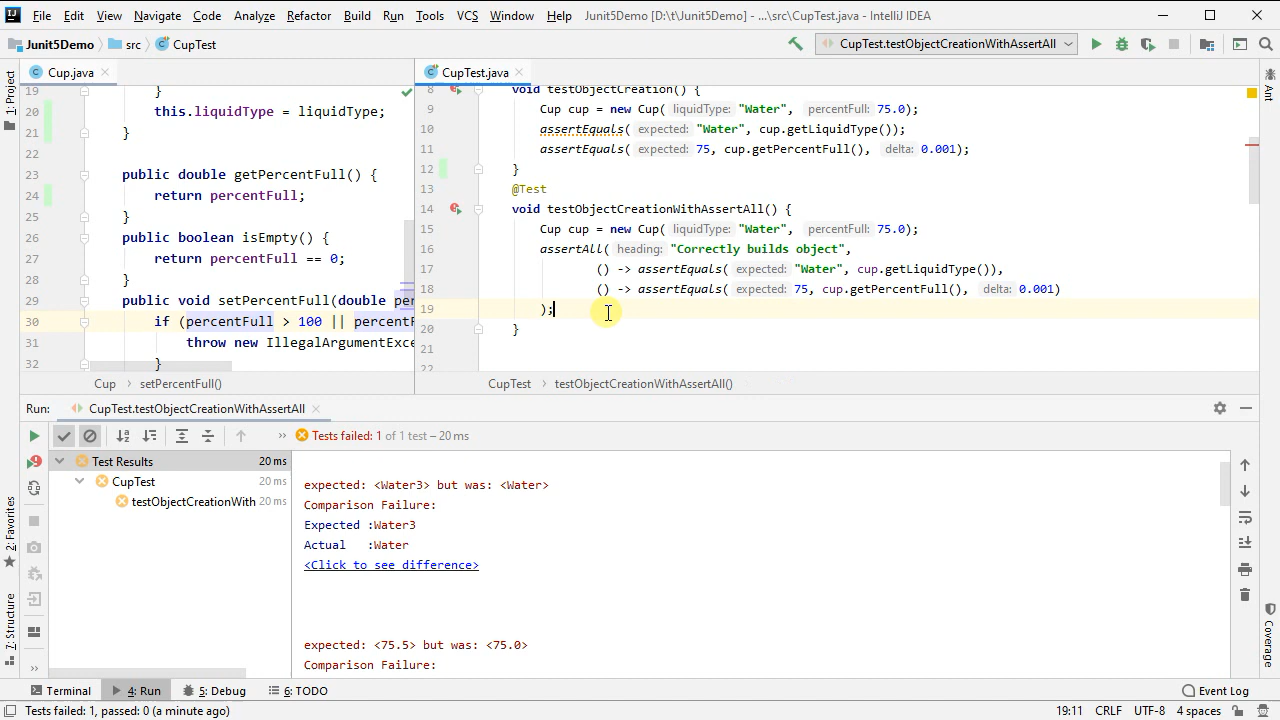 File Edit View Navigate Code Analyze Refactor Build Run Tools VCS Window Help Junit5Demo [D:\t\Junit5Demo] - ...\src\CupTest.java - IntelliJ IDEA
Junit5Demo src CupTest CupTest.testObjectCreationWithAssertAll
1: Project
2: Favorites
7: Structure
Ant
Coverage
Cup.java
19 }
20 this.liquidType = liquidType;
21 }
22
23 public double getPercentFull() {
24 return percentFull;
25 }
26 public boolean isEmpty() {
27 return percentFull == 0;
28 }
29 public void setPercentFull(double per
30 if (percentFull > 100 || percentF
31 throw new IllegalArgumentExce
32 }
Cup setPercentFull()
CupTest.java
8 void testObjectCreation() {
9 Cup cup = new Cup( liquidType: "Water", percentFull: 75.0);
10 assertEquals( expected: "Water", cup.getLiquidType());
11 assertEquals( expected: 75, cup.getPercentFull(), delta: 0.001);
12 }
13 @Test
14 void testObjectCreationWithAssertAll() {
15 Cup cup = new Cup( liquidType: "Water", percentFull: 75.0);
16 assertAll( heading: "Correctly builds object",
17 () -> assertEquals( expected: "Water", cup.getLiquidType()),
18 () -> assertEquals( expected: 75, cup.getPercentFull(), delta: 0.001)
19 );
20 }
21
22
CupTest testObjectCreationWithAssertAll()
Run: CupTest.testObjectCreationWithAssertAll
Tests failed: 1 of 1 test – 20 ms
Test Results 20 ms
CupTest 20 ms
testObjectCreationWith 20 ms
expected: <Water3> but was: <Water>
Comparison Failure:
Expected :Water3
Actual :Water
<Click to see difference>
expected: <75.5> but was: <75.0>
Comparison Failure:
Terminal 4: Run 5: Debug 6: TODO Event Log
Tests failed: 1, passed: 0 (a minute ago) 19:11 CRLF UTF-8 4 spaces